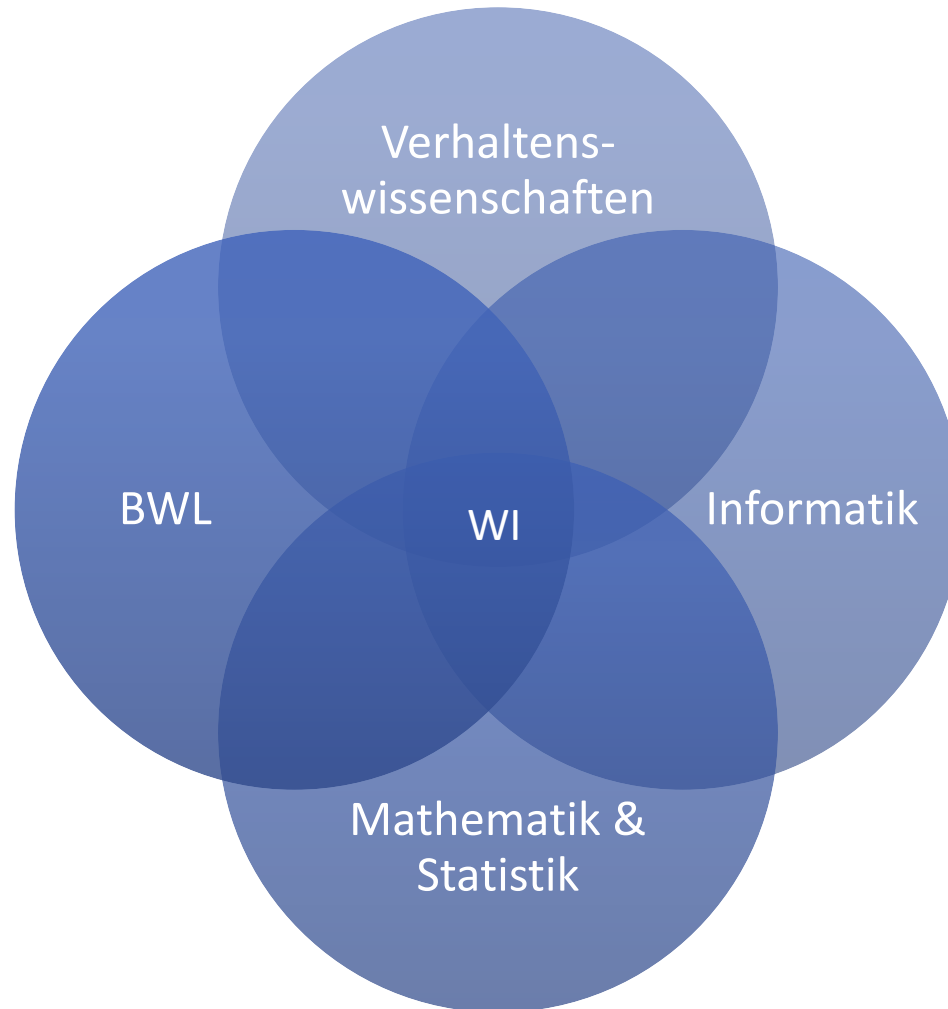 Verhaltens-
wissenschaften
BWL
WI
Informatik
Mathematik &
Statistik